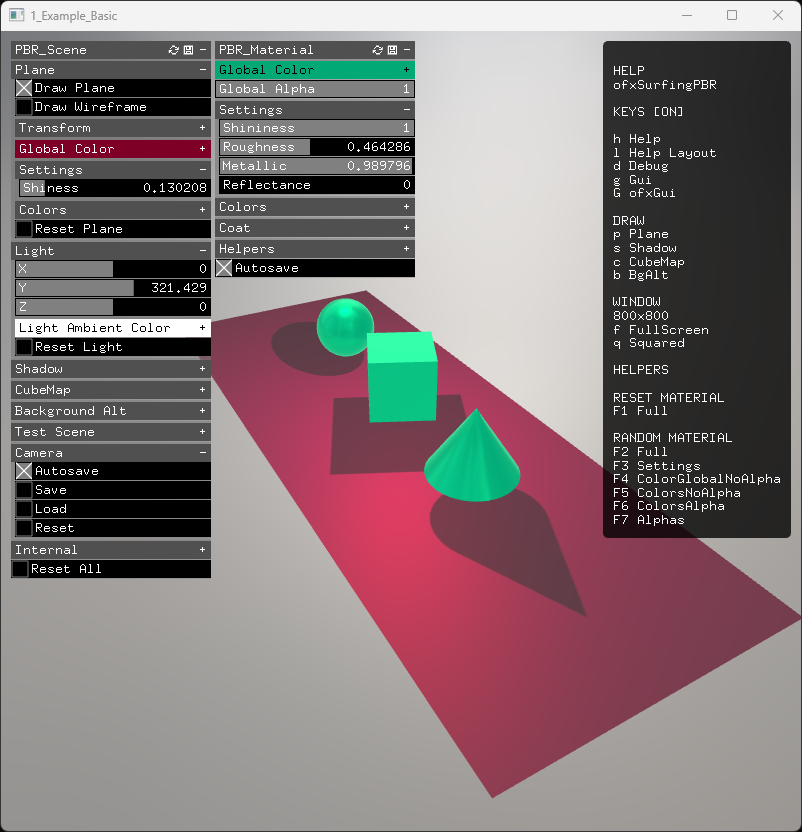 1_Example_Basic
PBR_Scene
Plane
Draw Plane
Draw Wireframe
Transform +
Global Color +
Settings
Shiness 0.130208
Colors +
Reset Plane
Light
X 0
Y 321.429
Z 0
Light Ambient Color +
Reset Light
Shadow +
CubeMap +
Background Alt +
Test Scene +
Camera
Autosave
Save
Load
Reset
Internal +
Reset All
PBR_Material
Global Color +
Global Alpha 1
Settings
Shininess 1
Roughness 0.464286
Metallic 0.989796
Reflectance 0
Colors +
Coat +
Helpers +
Autosave
HELP
ofxSurfingPBR
KEYS [ON]
h Help
l Help Layout
d Debug
g Gui
G ofxGui
DRAW
p Plane
s Shadow
c CubeMap
b BgAlt
WINDOW
800x800
f FullScreen
q Squared
HELPERS
RESET MATERIAL
F1 Full
RANDOM MATERIAL
F2 Full
F3 Settings
F4 ColorGlobalNoAlpha
F5 ColorsNoAlpha
F6 ColorsAlpha
F7 Alphas